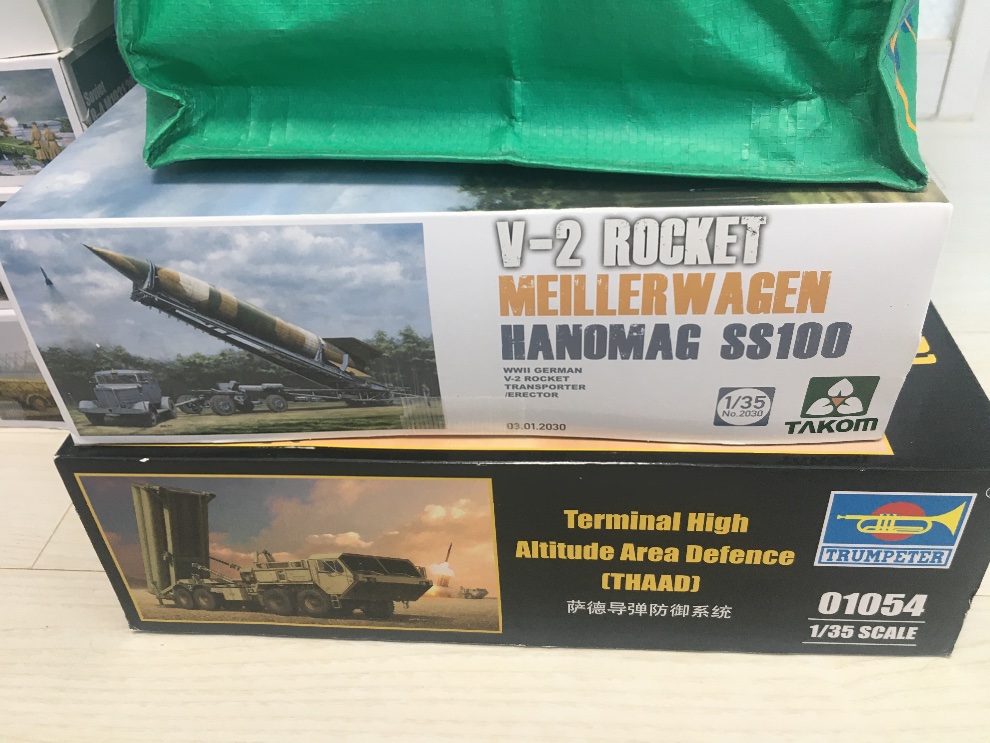 Soviet
V-2 ROCKET
MEILLERWAGEN
HANOMAG SS100
WWII GERMAN
V-2 ROCKET
TRANSPORTER
/ERECTOR
03.01.2030
1/35
No.2030
TAKOM
Terminal High
Altitude Area Defence
(THAAD)
萨德导弹防御系统
TRUMPETER
01054
1/35 SCALE